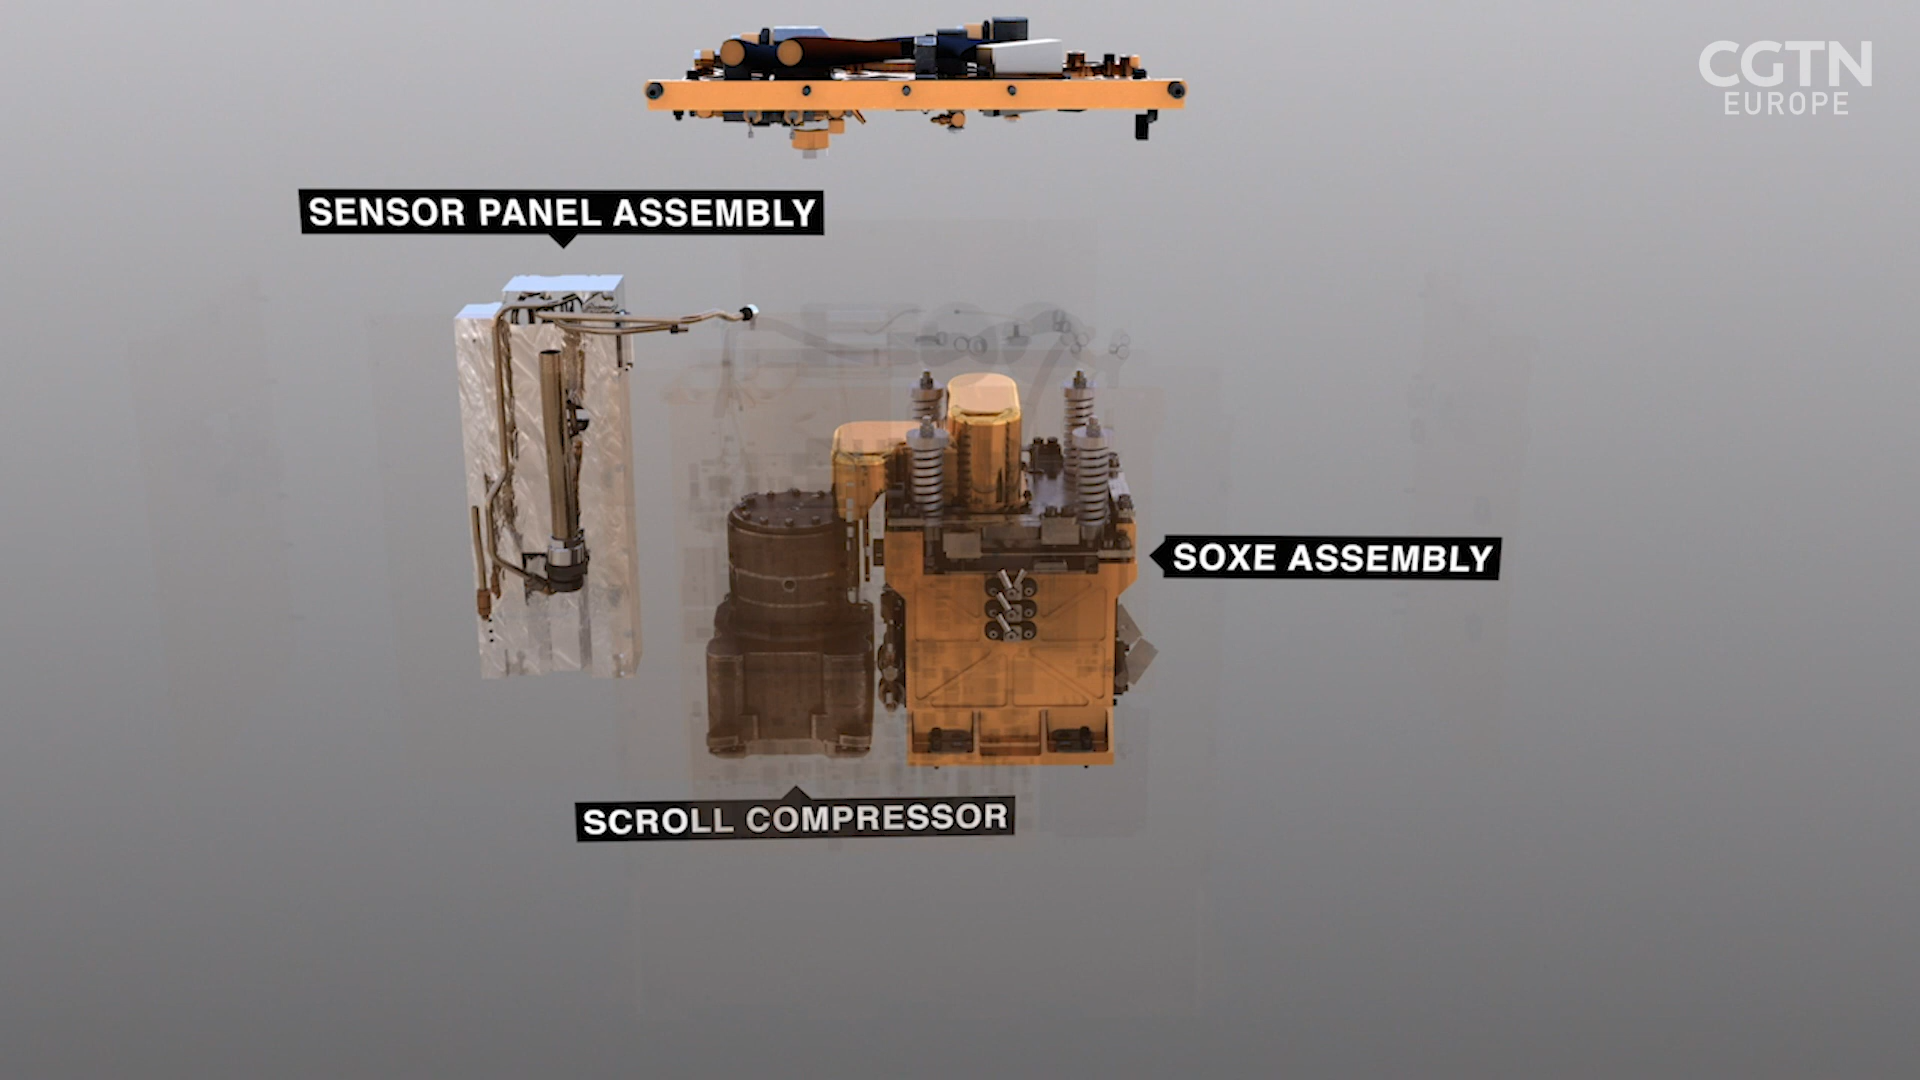 CGTN
EUROPE
SENSOR PANEL ASSEMBLY
SOXE ASSEMBLY
SCROLL COMPRESSOR